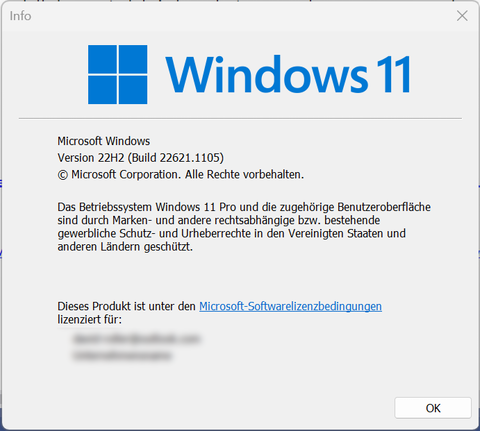 Info
Windows 11
Microsoft Windows
Version 22H2 (Build 22621.1105)
© Microsoft Corporation. Alle Rechte vorbehalten.
Das Betriebssystem Windows 11 Pro und die zugehörige Benutzeroberfläche
sind durch Marken- und andere rechtsabhängige bzw. bestehende
gewerbliche Schutz- und Urheberrechte in den Vereinigten Staaten und
anderen Ländern geschützt.
Dieses Produkt ist unter den Microsoft-Softwarelizenzbedingungen
lizenziert für:
OK